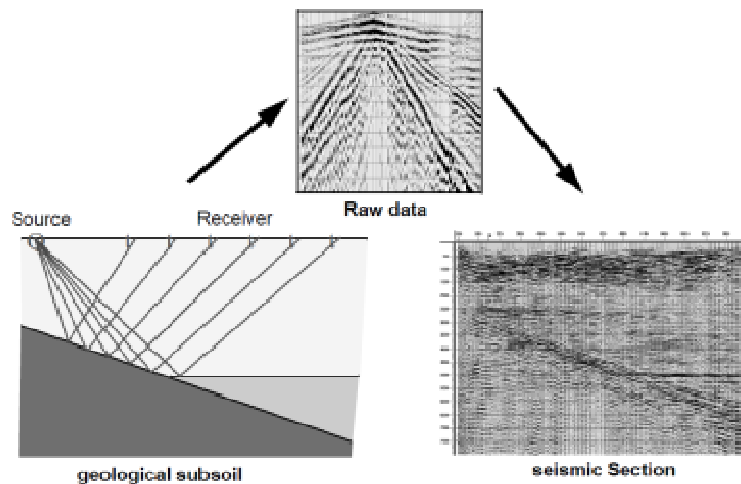 Raw data
Source
Receiver
geological subsoil
seismic Section